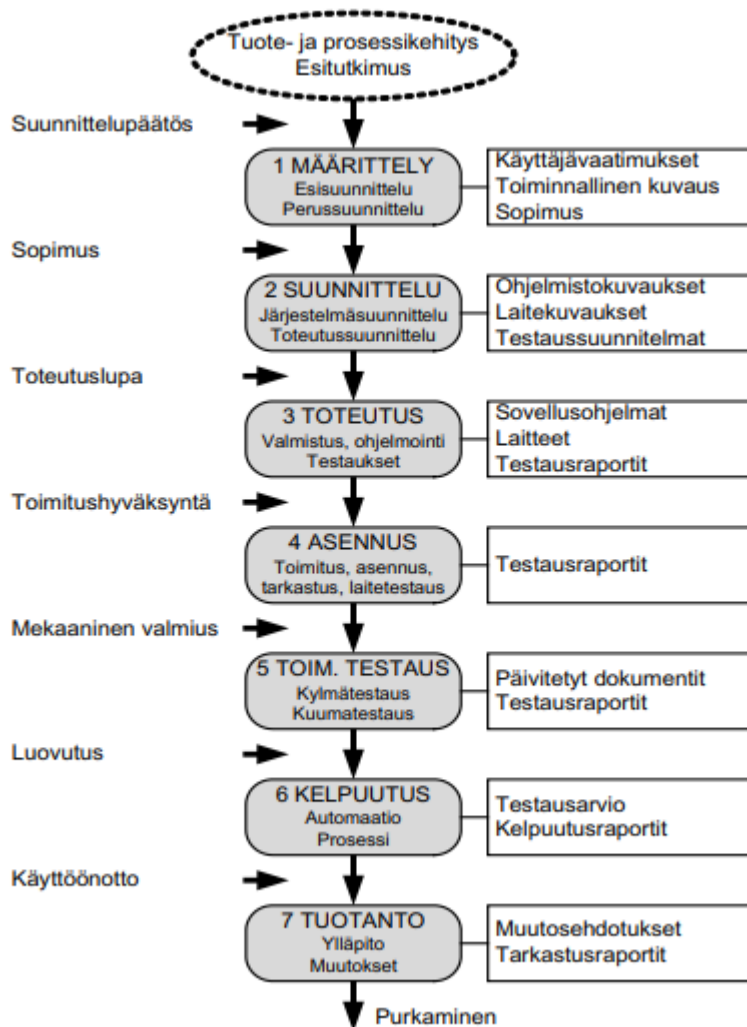 Tuote- ja prosessikehitys
Esitutkimus
Suunnittelupäätös
1 MÄÄRITTELY
Esisuunnittelu
Perussuunnittelu
Käyttäjävaatimukset
Toiminnallinen kuvaus
Sopimus
Sopimus
2 SUUNNITTELU
Järjestelmäsuunnittelu
Toteutussuunnittelu
Ohjelmistokuvaukset
Laitekuvaukset
Testaussuunnitelmat
Toteutuslupa
3 TOTEUTUS
Valmistus, ohjelmointi
Testaukset
Sovellusohjelmat
Laitteet
Testausraportit
Toimitushyväksyntä
4 ASENNUS
Toimitus, asennus,
tarkastus, laitetestaus
Testausraportit
Mekaaninen valmius
5 TOIM. TESTAUS
Kylmätestaus
Kuumatestaus
Päivitetyt dokumentit
Testausraportit
Luovutus
6 KELPUUTUS
Automaatio
Prosessi
Testausarvio
Kelpuutusraportit
Käyttöönotto
7 TUOTANTO
Ylläpito
Muutokset
Muutosehdotukset
Tarkastusraportit
Purkaminen